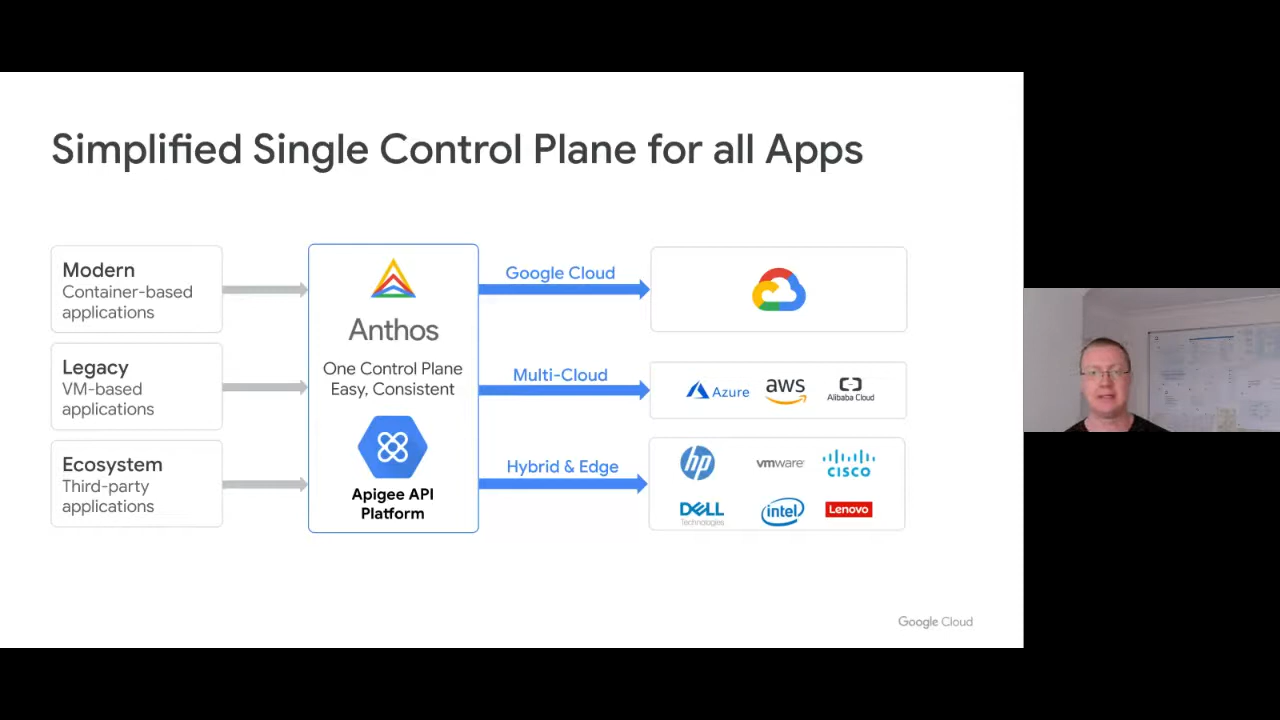 Simplified Single Control Plane for all Apps
Modern
Container-based
applications
Legacy
VM-based
applications
Ecosystem
Third-party
applications
Anthos
One Control Plane
Easy, Consistent
Apigee API
Platform
Google Cloud
Multi-Cloud
Hybrid & Edge
Azure
aws
Alibaba Cloud
hp
vmware
CISCO
DELL
Technologies
intel
Lenovo
Google Cloud